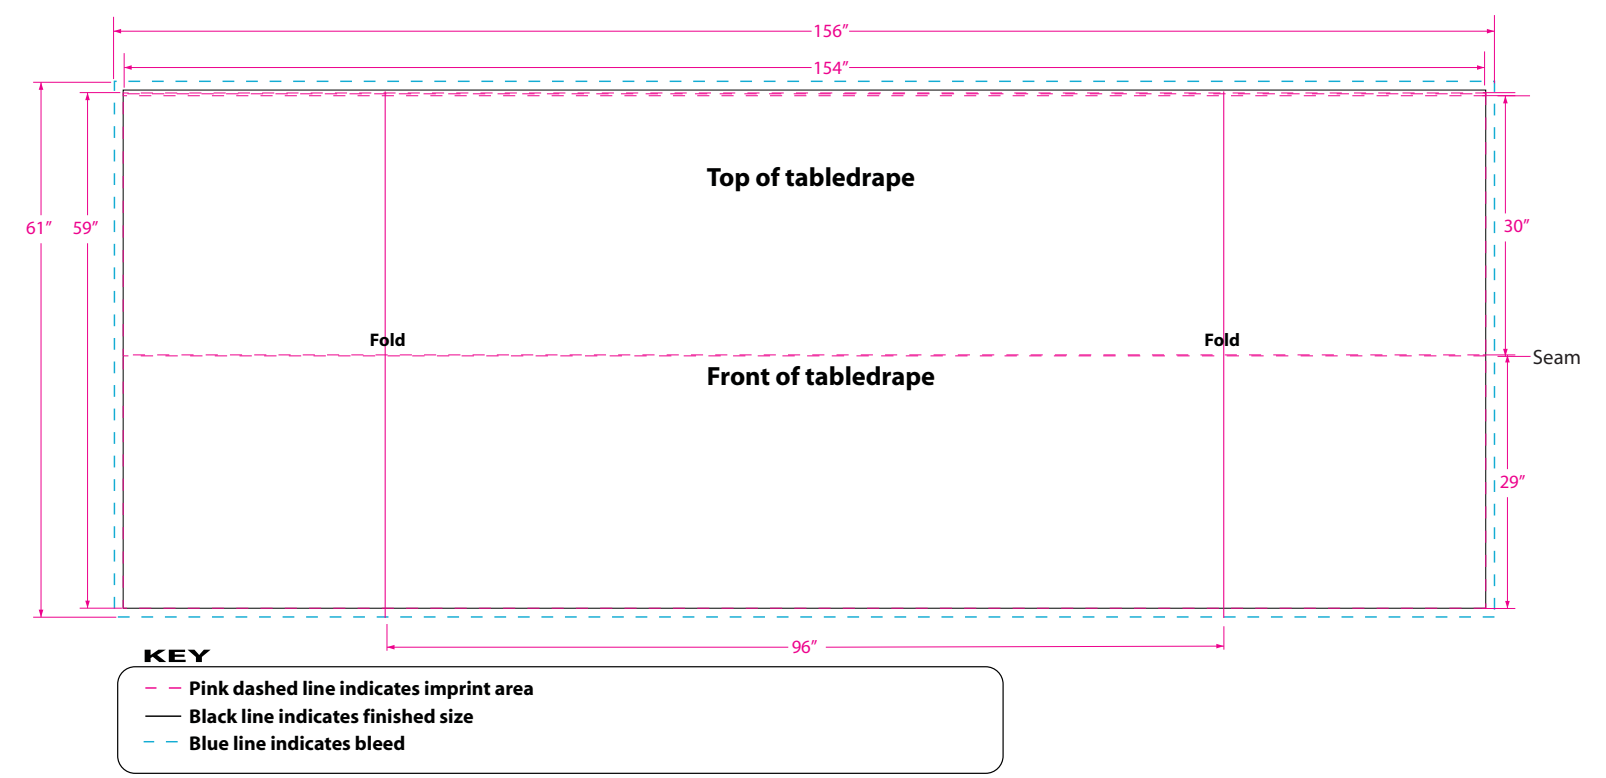 156”
154”
Top of tabledrape
61”
59”
30”
Fold
Fold
Seam
Front of tabledrape
29”
96”
KEY
Pink dashed line indicates imprint area
Black line indicates finished size
Blue line indicates bleed